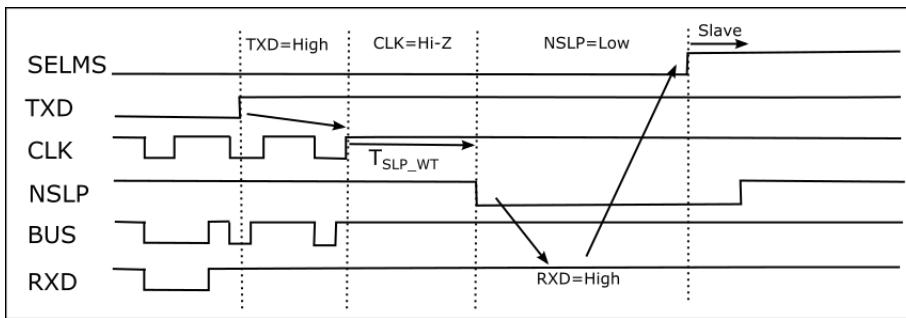 Slave
TXD=High
CLK=Hi-Z
NSLP=Low
SELMS
TXD
CLK
T_SLP_WT
NSLP
BUS
RXD
RXD=High